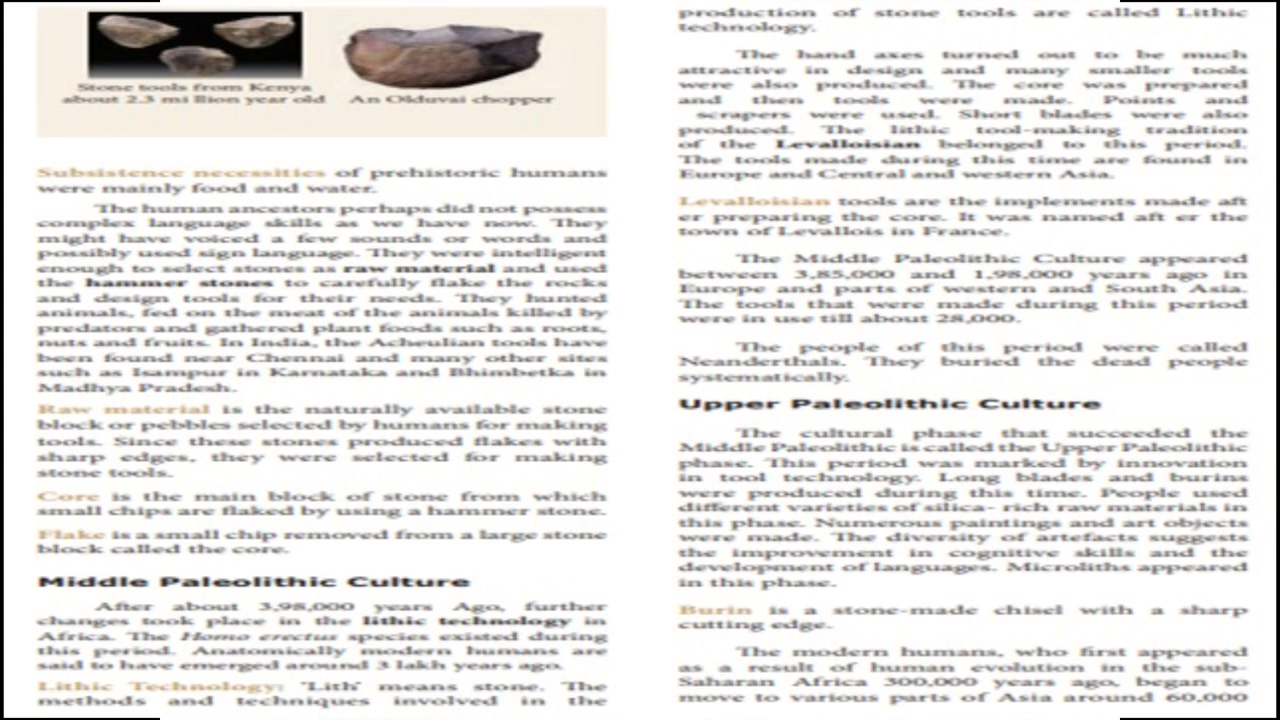 Stone tools from Kenya
about 2.3 mi llion year old
An Olduvai chopper
Subsistence necessities of prehistoric humans
were mainly food and water.
The human ancestors perhaps did not possess
complex language skills as we have now. They
might have voiced a few sounds or words and
possibly used sign language. They were intelligent
enough to select stones as raw material and used
the hammer stones to carefully flake the rocks
and design tools for their needs. They hunted
animals, fed on the meat of the animals killed by
predators and gathered plant foods such as roots,
nuts and fruits. In India, the Acheulian tools have
been found near Chennai and many other sites
such as Isampur in Karnataka and Bhimbetka in
Madhya Pradesh.
Raw material is the naturally available stone
block or pebbles selected by humans for making
tools. Since these stones produced flakes with
sharp edges, they were selected for making
stone tools.
Core is the main block of stone from which
small chips are flaked by using a hammer stone.
Flake is a small chip removed from a large stone
block called the core.
Middle Paleolithic Culture
After about 3,98,000 years Ago, further
changes took place in the lithic technology in
Africa. The Homo erectus species existed during
this period. Anatomically modern humans are
said to have emerged around 3 lakh years ago.
Lithic Technology: 'Lith' means stone. The
methods and techniques involved in the
production of stone tools are called Lithic
technology.
The hand axes turned out to be much
attractive in design and many smaller tools
were also produced. The core was prepared
and then tools were made. Points and
scrapers were used. Short blades were also
produced. The lithic tool-making tradition
of the Levalloisian belonged to this period.
The tools made during this time are found in
Europe and Central and western Asia.
Levalloisian tools are the implements made aft
er preparing the core. It was named aft er the
town of Levallois in France.
The Middle Paleolithic Culture appeared
between 3,85,000 and 1,98,000 years ago in
Europe and parts of western and South Asia.
The tools that were made during this period
were in use till about 28,000.
The people of this period were called
Neanderthals. They buried the dead people
systematically.
Upper Paleolithic Culture
The cultural phase that succeeded the
Middle Paleolithic is called the Upper Paleolithic
phase. This period was marked by innovation
in tool technology. Long blades and burins
were produced during this time. People used
different varieties of silica- rich raw materials in
this phase. Numerous paintings and art objects
were made. The diversity of artefacts suggests
the improvement in cognitive skills and the
development of languages. Microliths appeared
in this phase.
Burin is a stone-made chisel with a sharp
cutting edge.
The modern humans, who first appeared
as a result of human evolution in the sub-
Saharan Africa 300,000 years ago, began to
move to various parts of Asia around 60,000